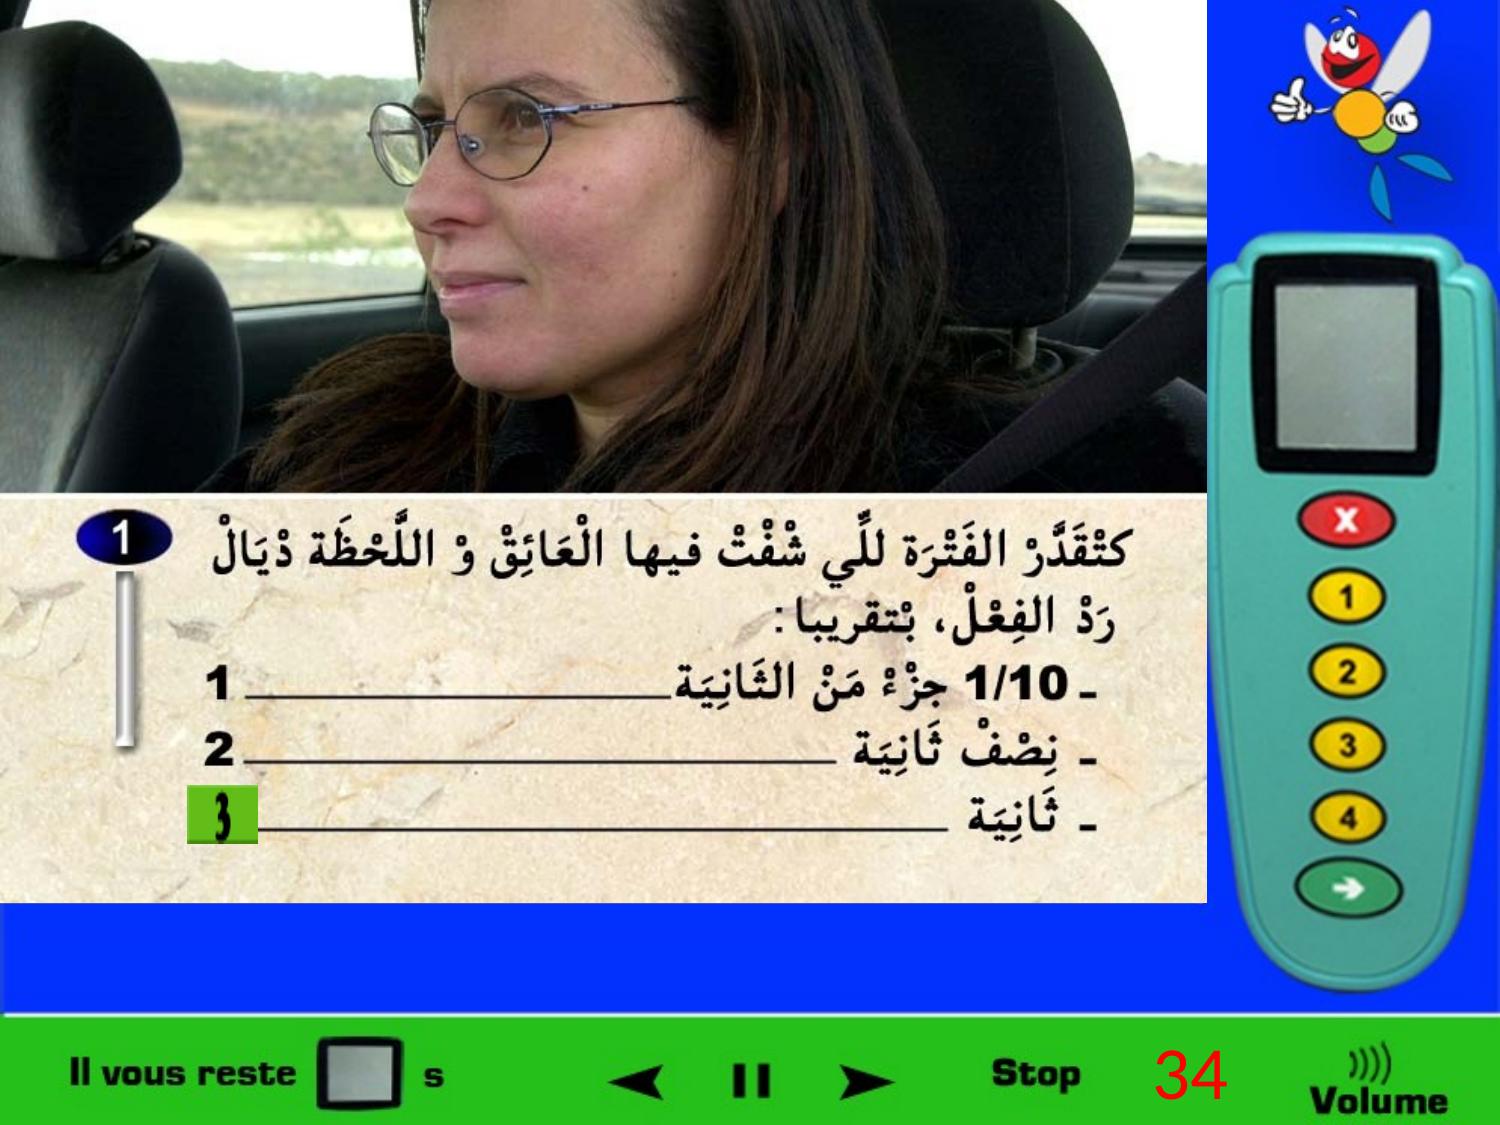 1
كتْقَدَّرْ الفَتْرَة للِّي شْفْتْ فيها الْعَائِقْ وْ اللَّحْظَة دْيَالْ
رَدْ الفِعْلْ، بْتقريبا :
ـ 1/10 جزْءْ مَنْ الثَانِيَة 1
ـ نِصْفْ ثَانِيَة 2
ـ ثَانِيَة 3
X
1
2
3
4
Il vous reste s
Stop
34
Volume